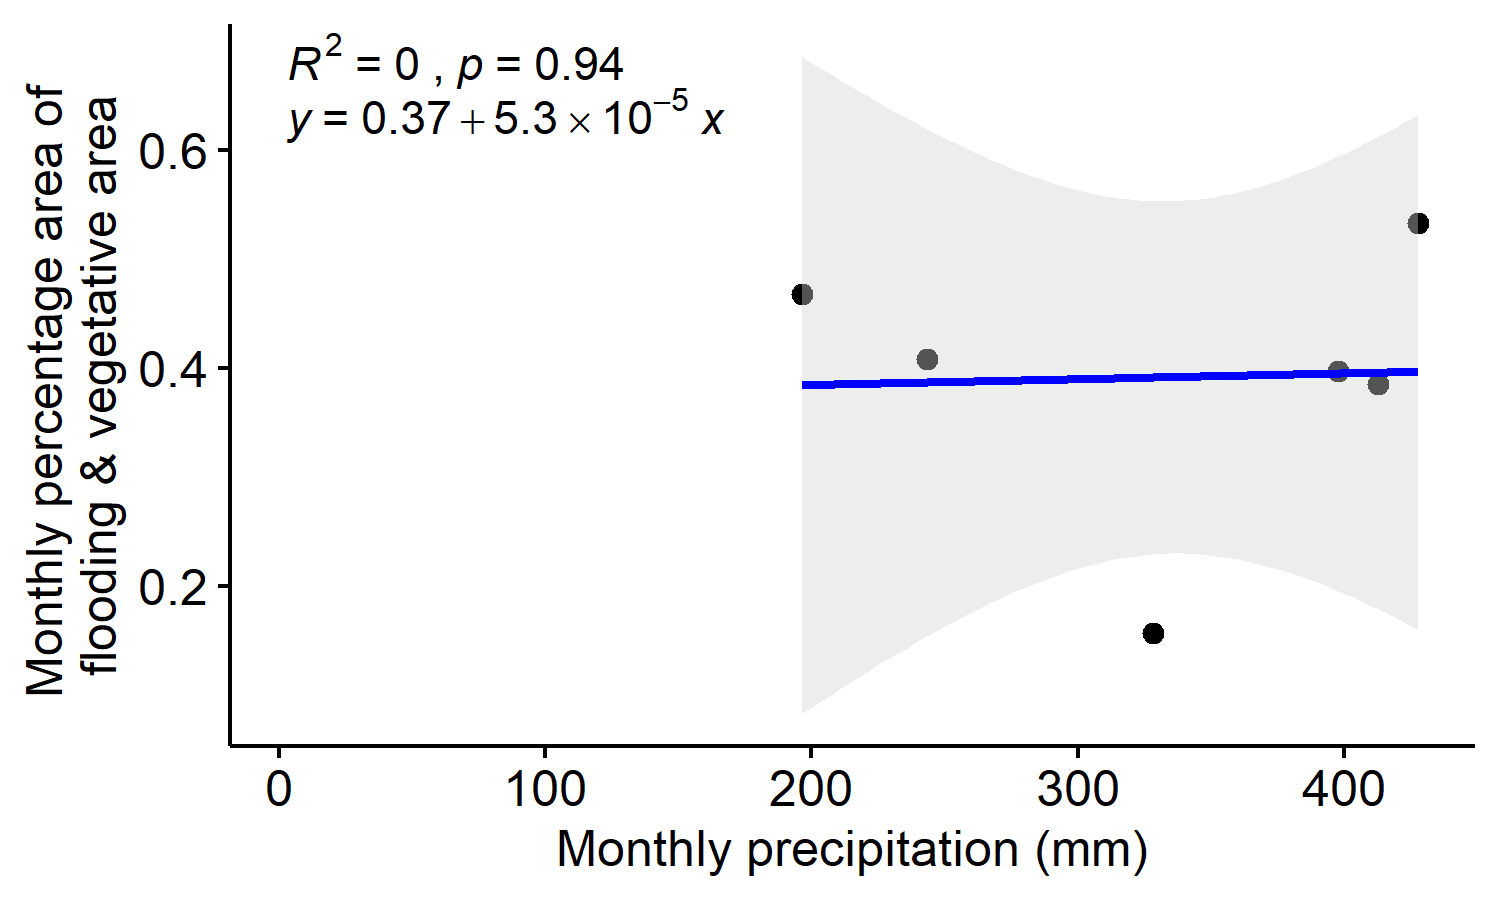 R² = 0 , p = 0.94
y = 0.37 + 5.3 × 10⁻⁵ x
Monthly percentage area of
flooding & vegetative area
0.6
0.4
0.2
0 100 200 300 400
Monthly precipitation (mm)